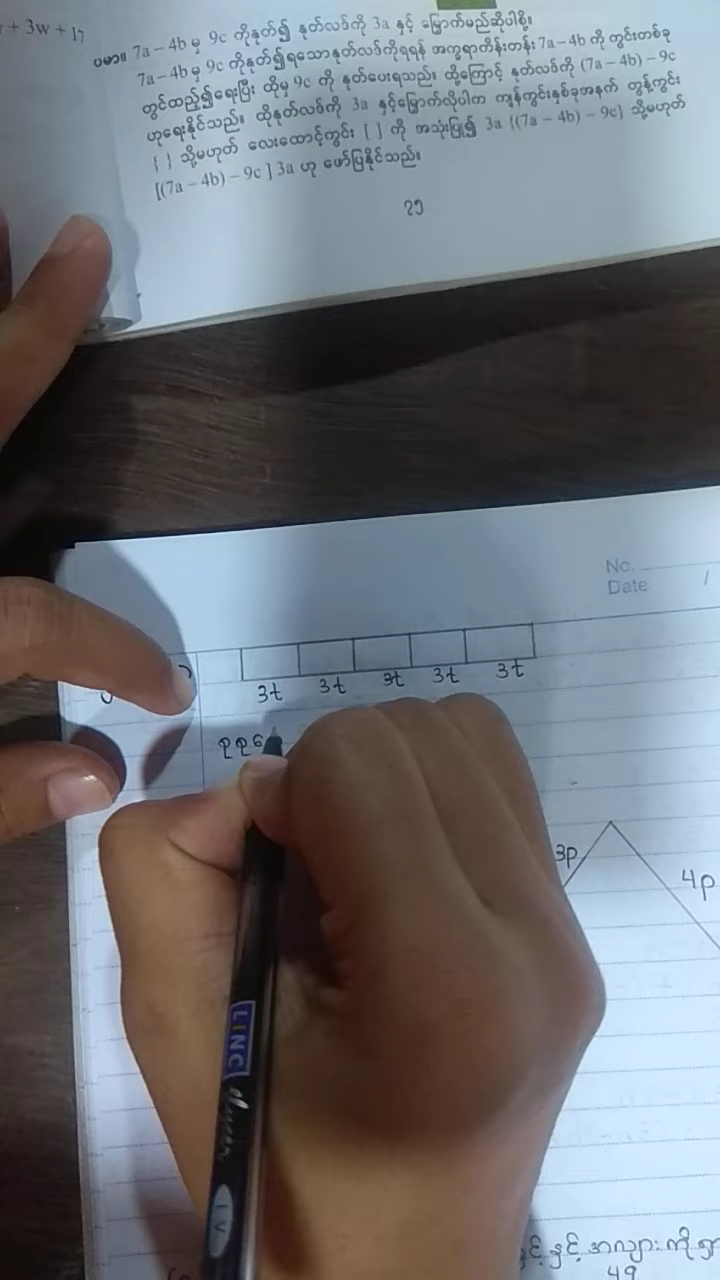 + 3w + 17
ပမာ။ 7a – 4b မှ 9c ကိုနုတ်၍ နုတ်လဒ်ကို 3a နှင့် မြှောက်မည်ဆိုပါစို့။
7a – 4b မှ 9c ကိုနုတ်၍ရသောနုတ်လဒ်ကိုရရန် အက္ခရာကိန်းတန်း 7a – 4b ကို ကွင်းတစ်ခု
တွင်ထည့်၍ရေးပြီး ထိုမှ 9c ကို နုတ်ပေးရသည်။ ထို့ကြောင့် နုတ်လဒ်ကို (7a – 4b) – 9c
ဟုရေးနိုင်သည်။ ထိုနုတ်လဒ်ကို 3a နှင့်မြှောက်လိုပါက ကျန်ကွင်းနှစ်ခုအနက် တွန့်ကွင်း
{ } သို့မဟုတ် လေးထောင့်ကွင်း [ ] ကို အသုံးပြု၍ 3a {(7a – 4b) – 9c} သို့မဟုတ်
[(7a – 4b) – 9c ] 3a ဟု ဖော်ပြနိုင်သည်။
၇၅
No.
Date /
3t 3t 3t 3t 3t
3p
4p
နှင့် အလျားကို ရှာ
49
LINC